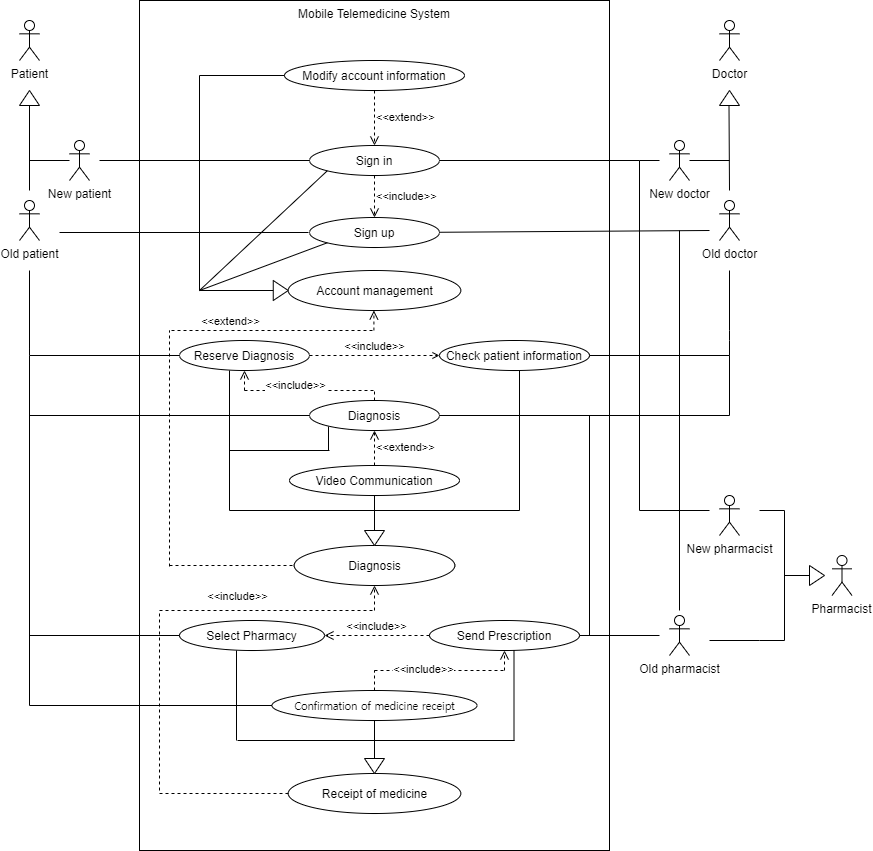 Mobile Telemedicine System
Patient
Doctor
Modify account information
<<extend>>
Sign in
New patient
New doctor
<<include>>
Sign up
Old patient
Old doctor
Account management
<<extend>>
<<include>>
Reserve Diagnosis
Check patient information
<<include>>
Diagnosis
<<extend>>
Video Communication
New pharmacist
Diagnosis
<<include>>
Pharmacist
<<include>>
Select Pharmacy
Send Prescription
<<include>>
Old pharmacist
Confirmation of medicine receipt
Receipt of medicine